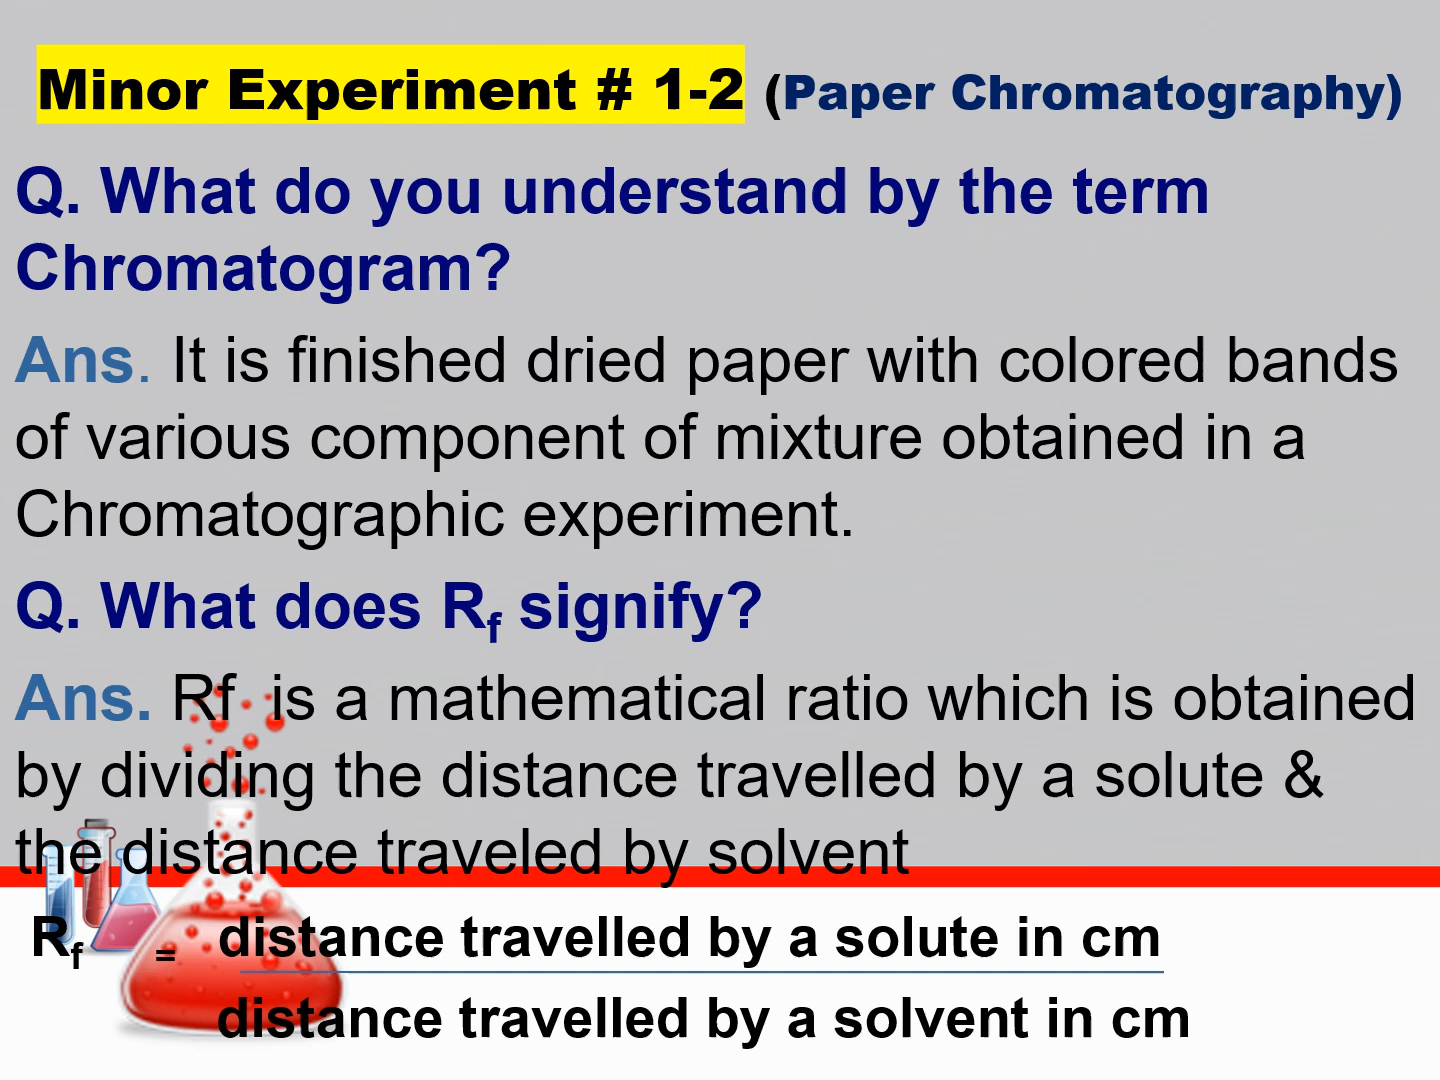 Minor Experiment # 1-2 (Paper Chromatography)
Q. What do you understand by the term
Chromatogram?
Ans. It is finished dried paper with colored bands
of various component of mixture obtained in a
Chromatographic experiment.
Q. What does Rf signify?
Ans. Rf is a mathematical ratio which is obtained
by dividing the distance travelled by a solute &
the distance traveled by solvent
Rf = distance travelled by a solute in cm
distance travelled by a solvent in cm